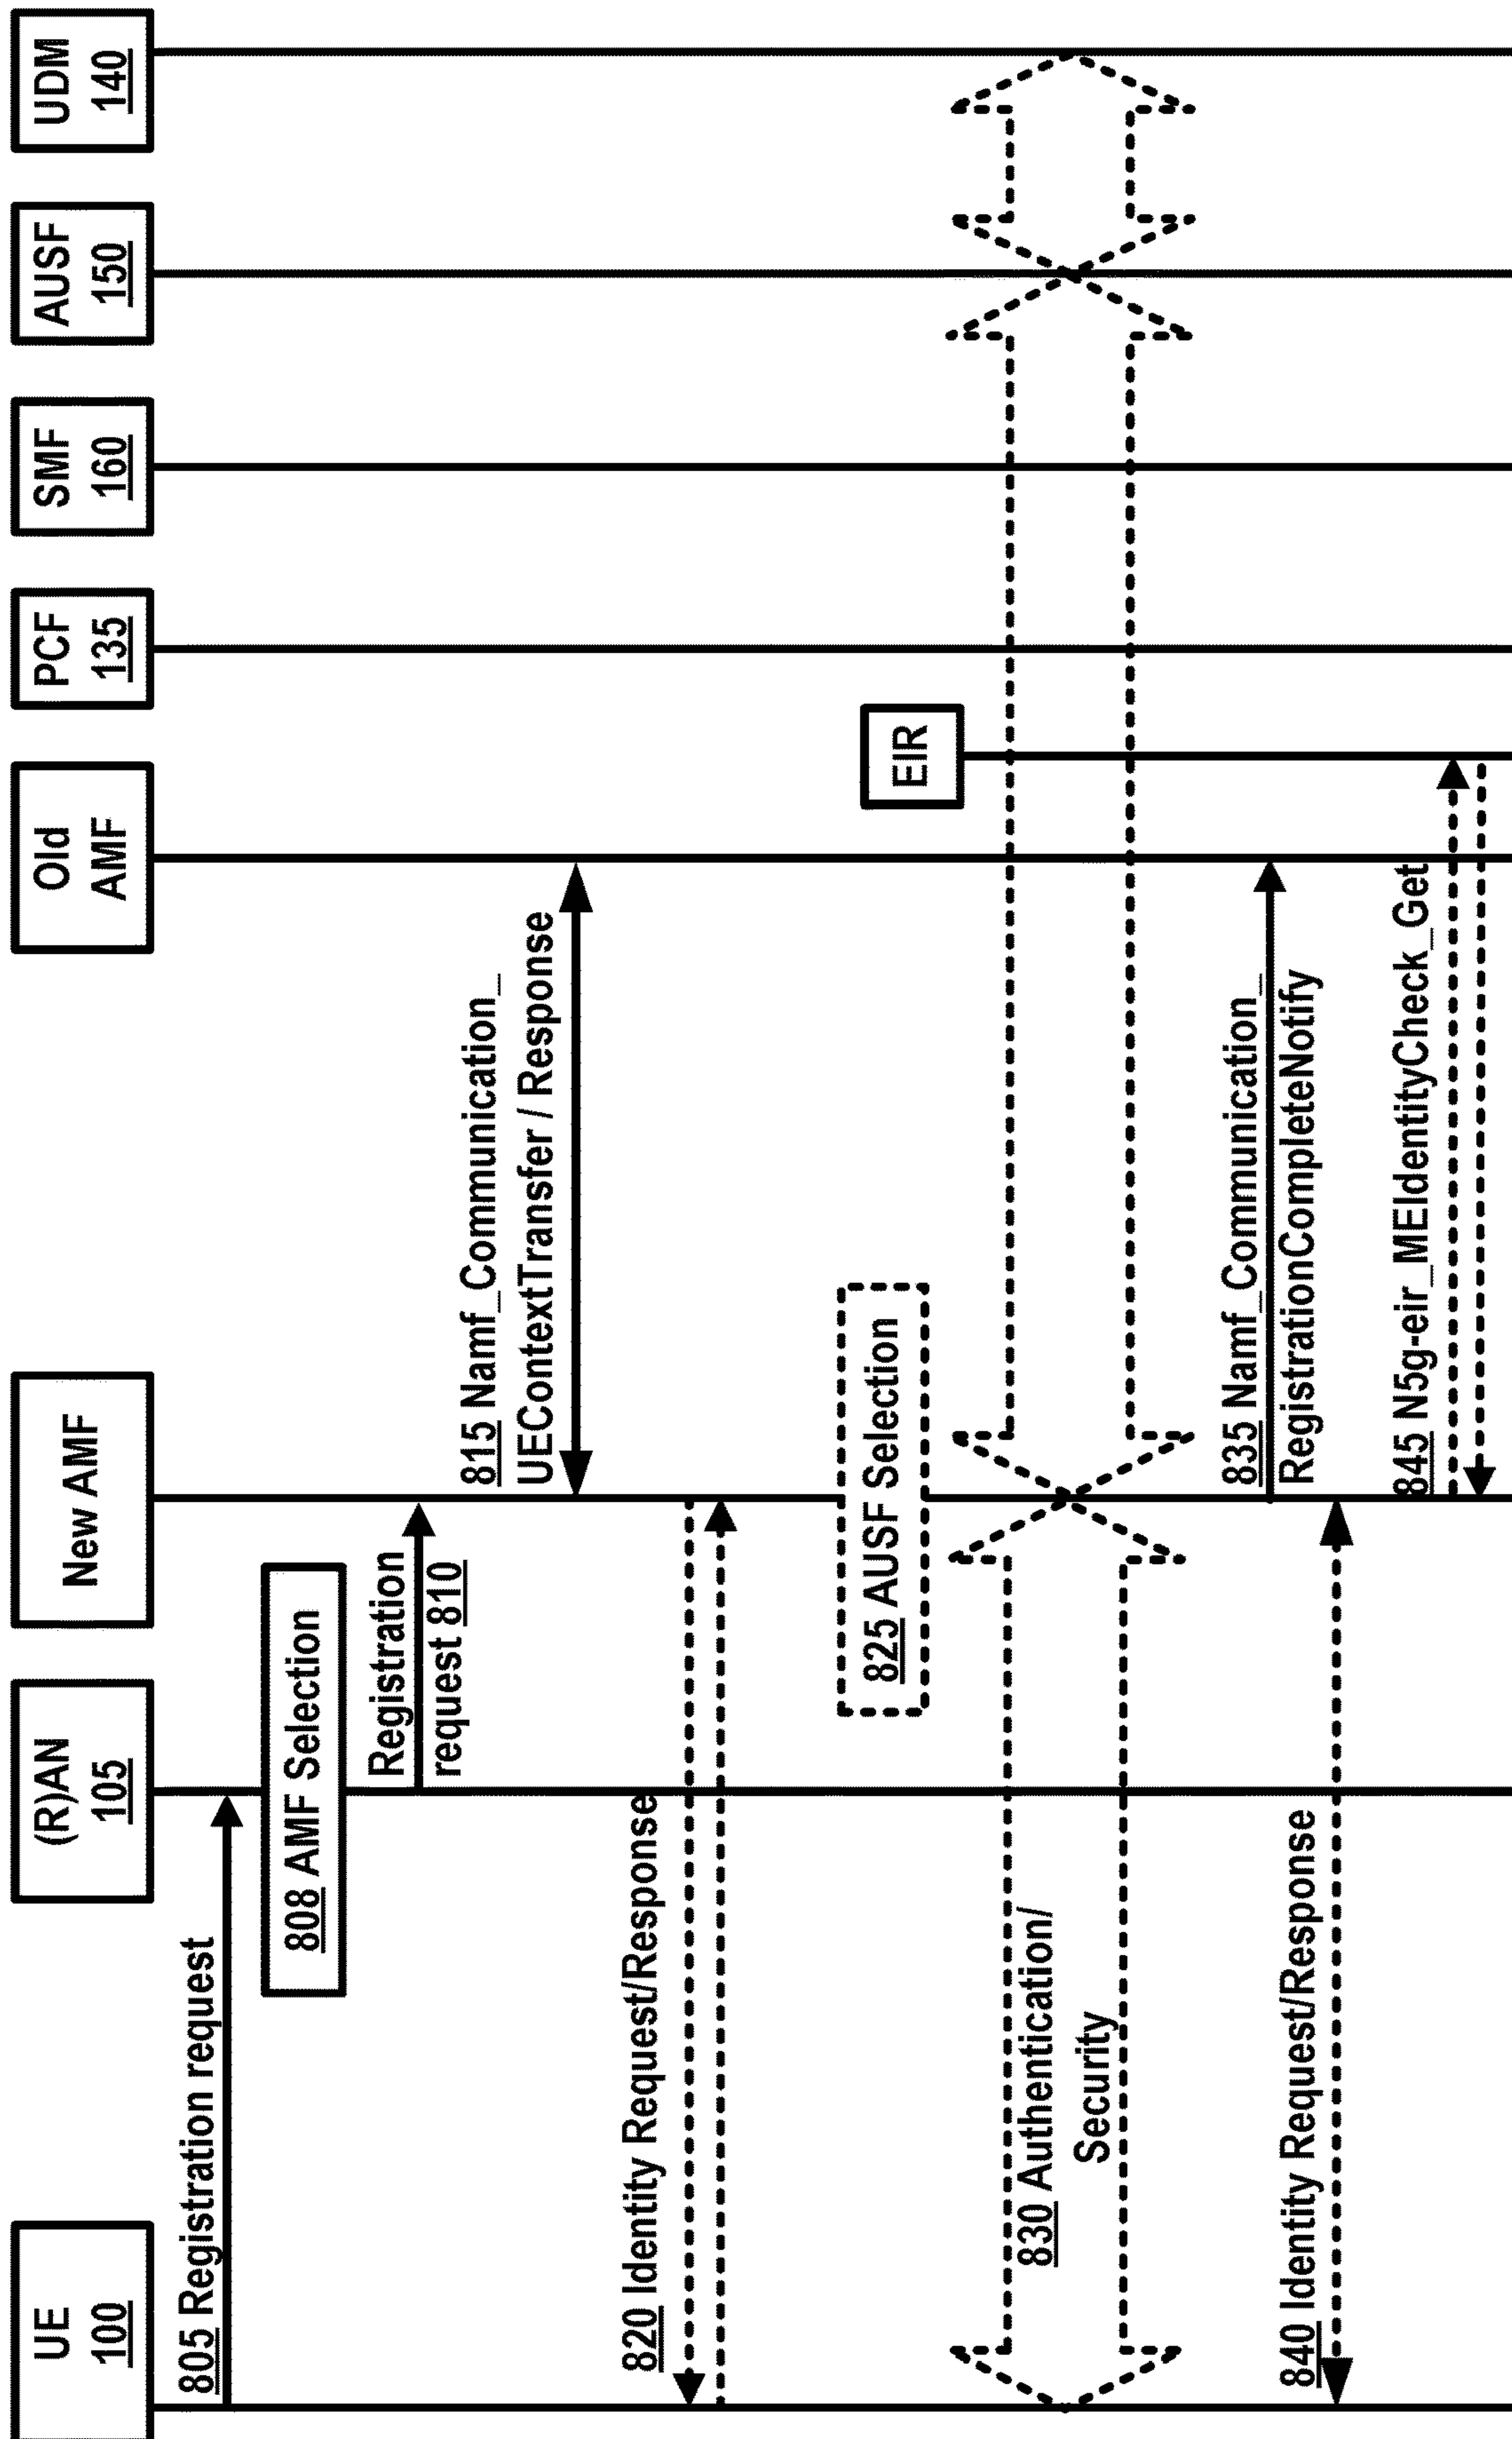 UE
100
(R)AN
105
New AMF
Old
AMF
PCF
135
SMF
160
AUSF
150
UDM
140
805 Registration request
808 AMF Selection
Registration
request 810
815 Namf_Communication_
UEContextTransfer / Response
820 Identity Request/Response
825 AUSF Selection
EIR
830 Authentication/
Security
835 Namf_Communication_
RegistrationCompleteNotify
840 Identity Request/Response
845 N5g-eir_MEIdentityCheck_Get